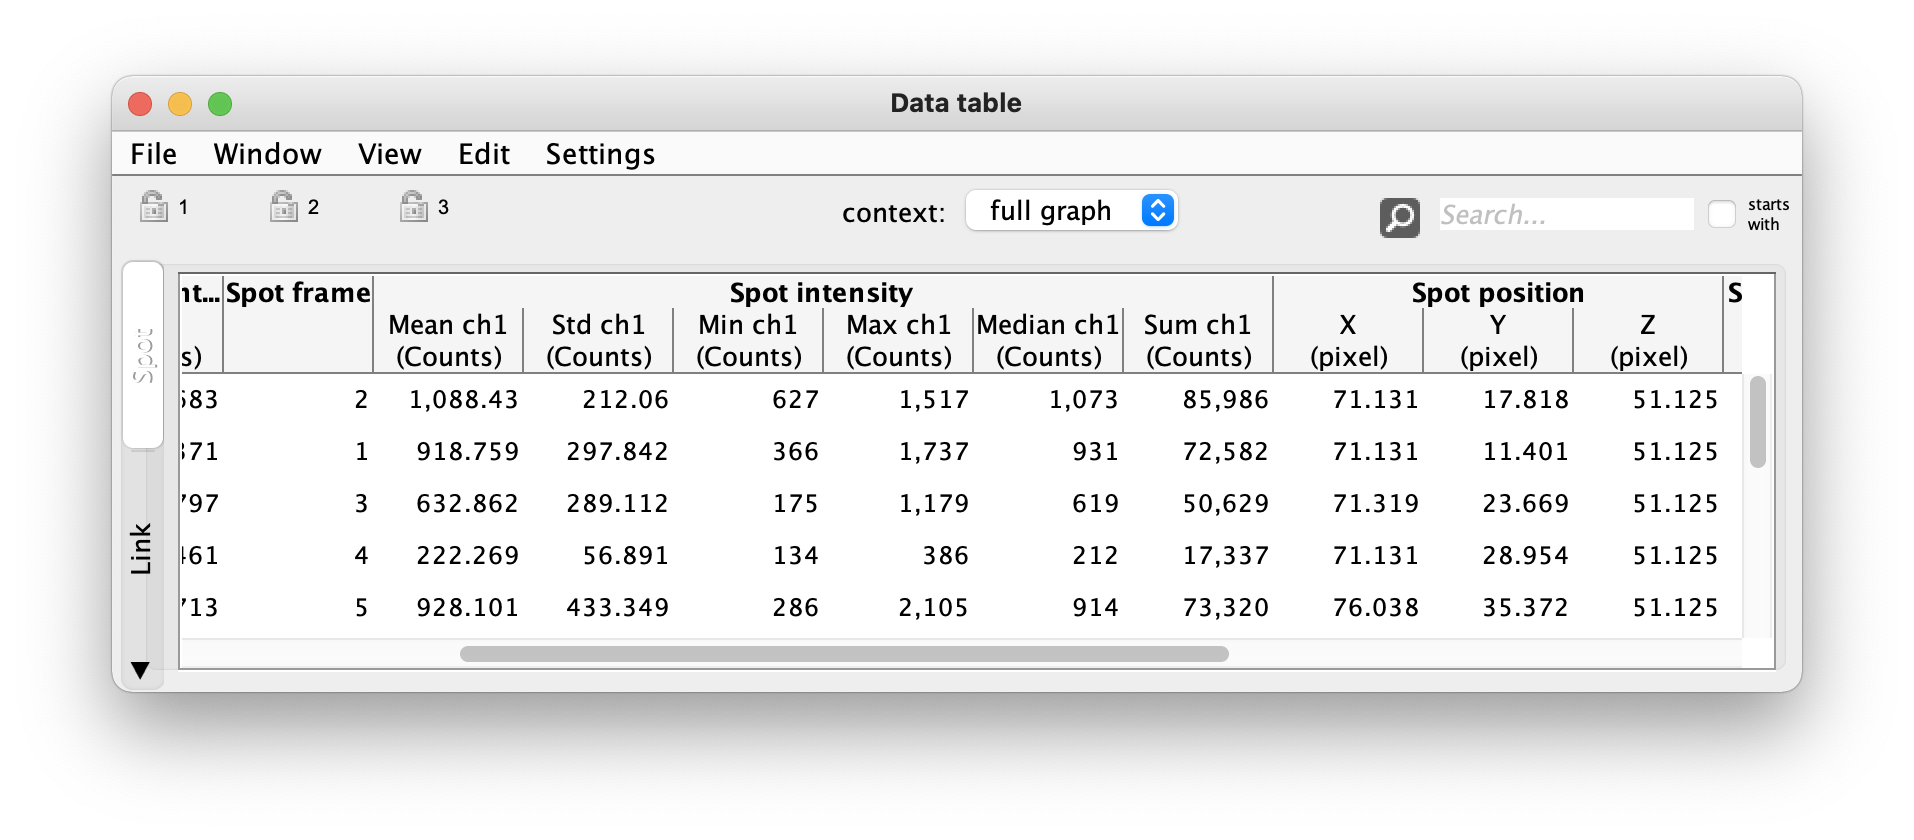 Data table
File Window View Edit Settings
1 2 3 context: full graph Search... starts with
Spot
Link
nt... Spot frame Spot intensity Spot position S
Mean ch1 Std ch1 Min ch1 Max ch1 Median ch1 Sum ch1 X Y Z
s) (Counts) (Counts) (Counts) (Counts) (Counts) (Counts) (pixel) (pixel) (pixel)
683 2 1,088.43 212.06 627 1,517 1,073 85,986 71.131 17.818 51.125
371 1 918.759 297.842 366 1,737 931 72,582 71.131 11.401 51.125
797 3 632.862 289.112 175 1,179 619 50,629 71.319 23.669 51.125
461 4 222.269 56.891 134 386 212 17,337 71.131 28.954 51.125
713 5 928.101 433.349 286 2,105 914 73,320 76.038 35.372 51.125